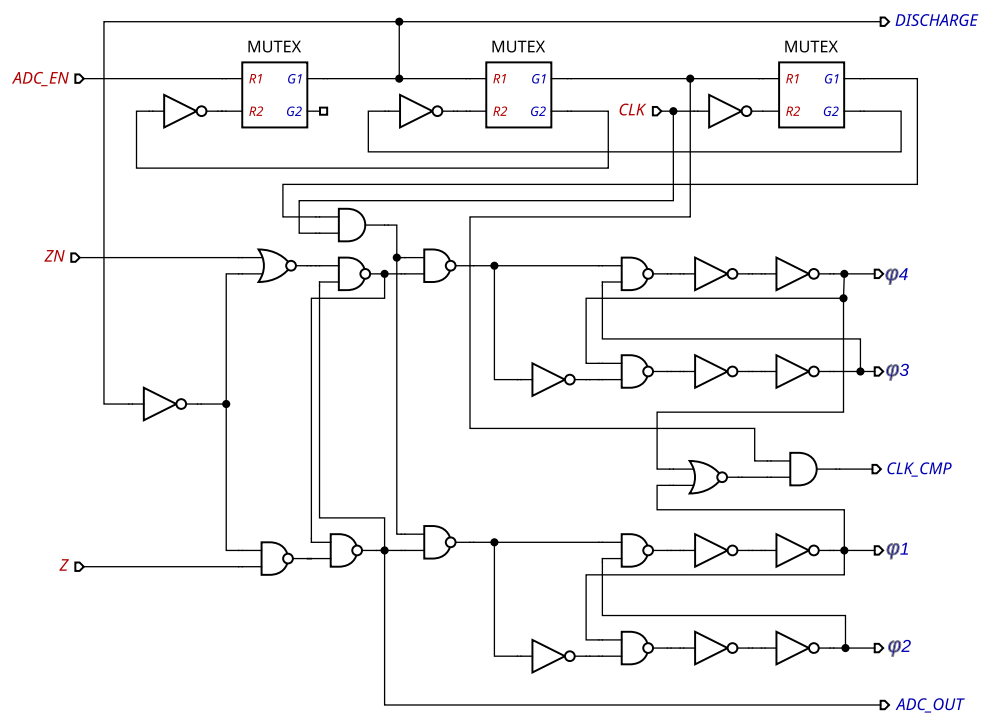 DISCHARGE
MUTEX MUTEX MUTEX
ADC_EN R1 G1 R1 G1 R1 G1
R2 G2 R2 G2 CLK R2 G2
ZN
φ4
φ3
CLK_CMP
φ1
Z
φ2
ADC_OUT